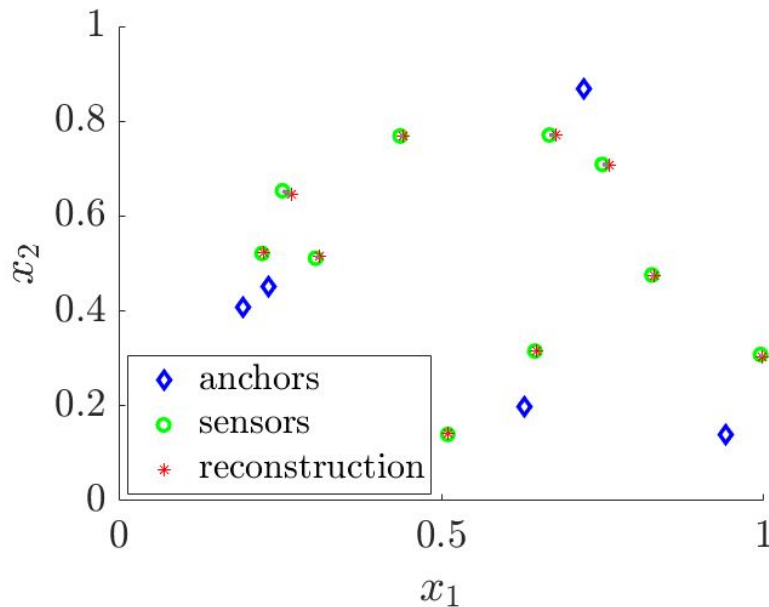 1
0.8
0.6
x₂
0.4
0.2
0
anchors
sensors
reconstruction
0
0.5
1
x₁